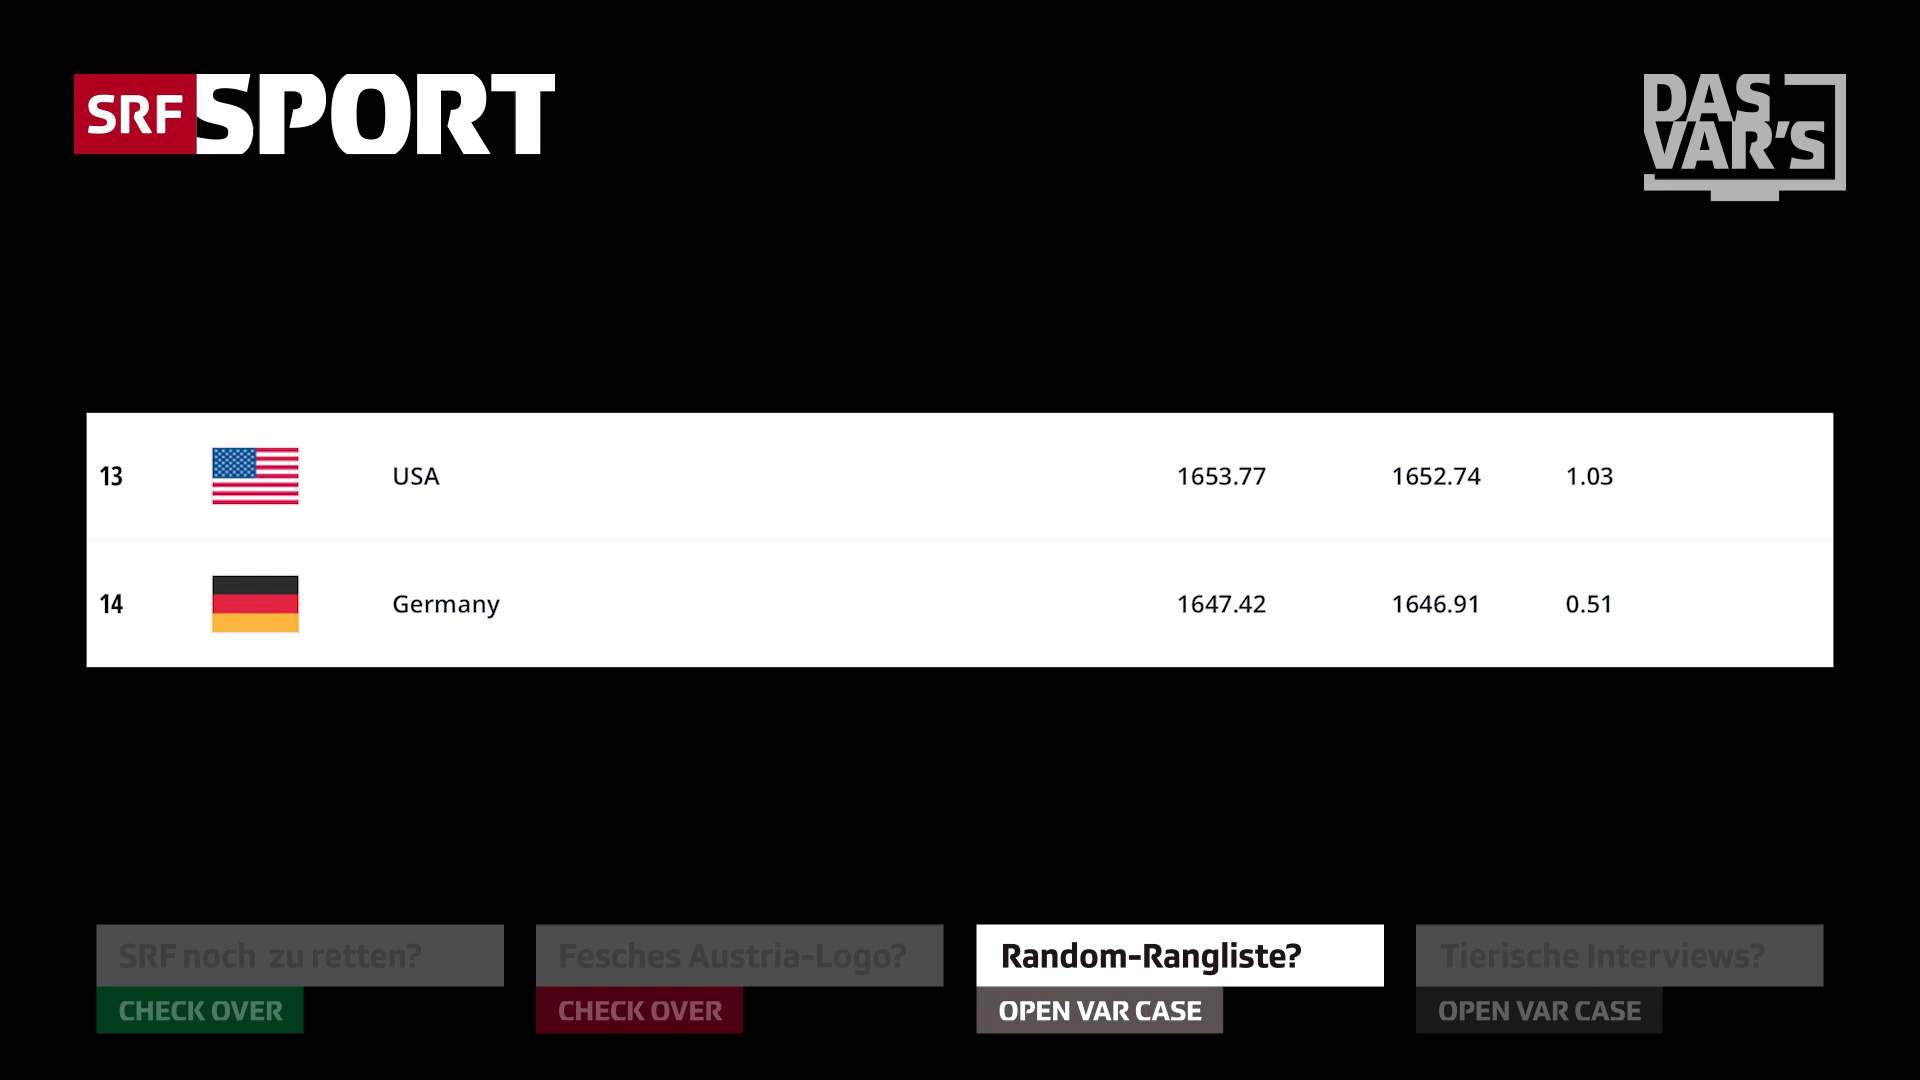 SRF SPORT
DAS
VAR'S
13 USA 1653.77 1652.74 1.03
14 Germany 1647.42 1646.91 0.51
SRF noch zu retten?
CHECK OVER
Fesches Austria-Logo?
CHECK OVER
Random-Rangliste?
OPEN VAR CASE
Tierische Interviews?
OPEN VAR CASE